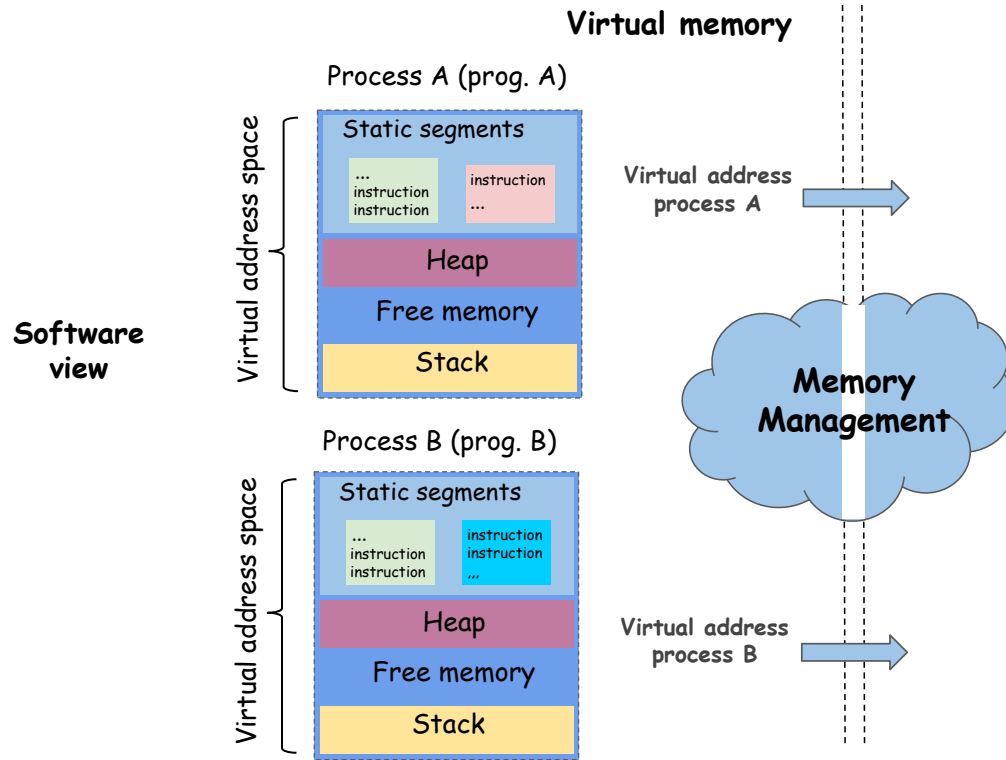 Virtual memory
Process A (prog. A)
Virtual address space
Static segments
...
instruction
instruction
instruction
...
Heap
Free memory
Stack
Virtual address
process A
Software
view
Memory
Management
Process B (prog. B)
Virtual address space
Static segments
...
instruction
instruction
instruction
instruction
,,,
Heap
Free memory
Stack
Virtual address
process B